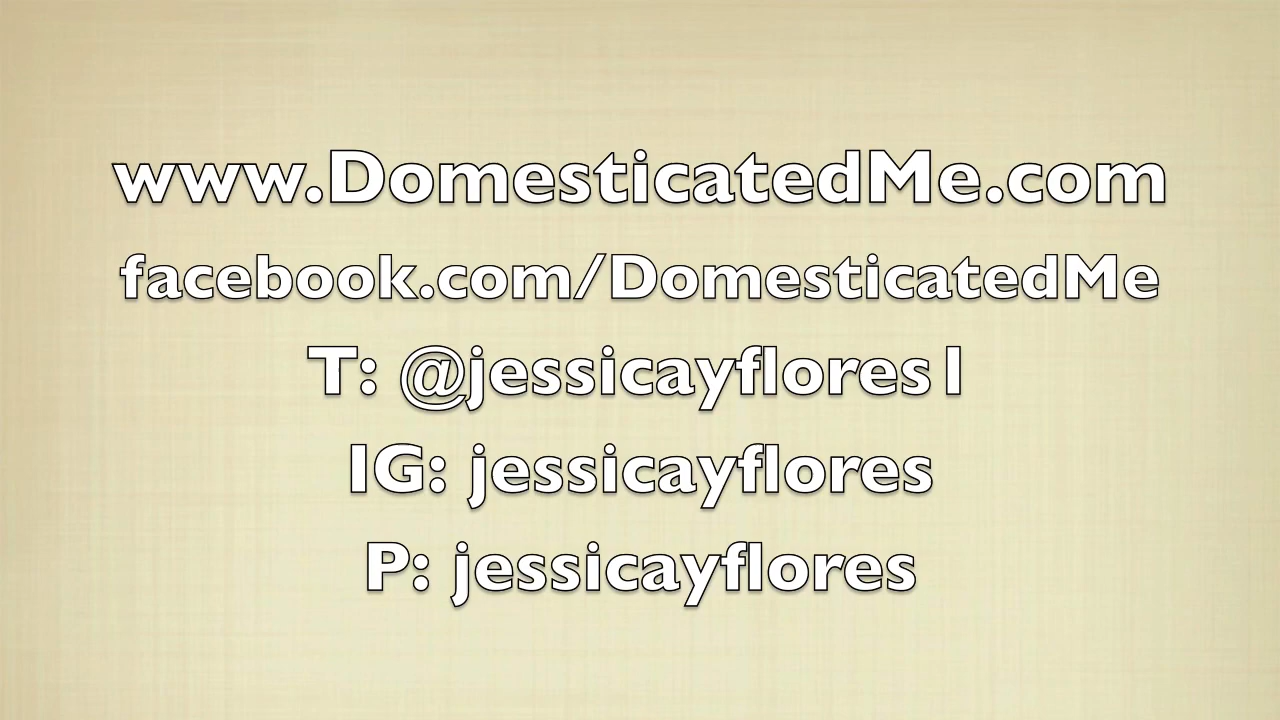 www.DomesticatedMe.com
facebook.com/DomesticatedMe
T: @jessicayflores1
IG: jessicayflores
P: jessicayflores